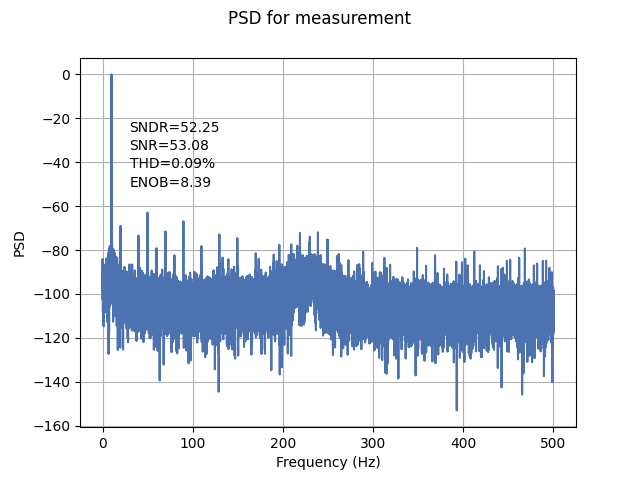 PSD for measurement
0
−20
−40
−60
−80
−100
−120
−140
−160
PSD
SNDR=52.25
SNR=53.08
THD=0.09%
ENOB=8.39
0
100
200
300
400
500
Frequency (Hz)